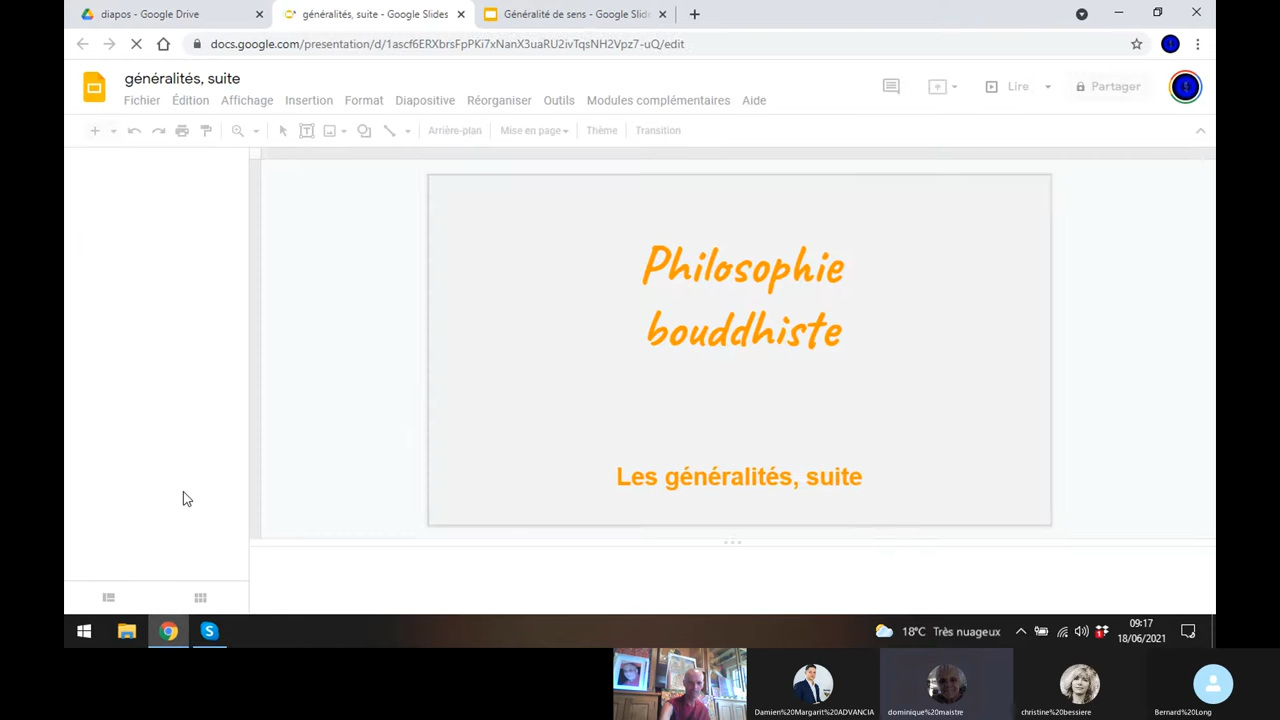 diapos - Google Drive
généralités, suite - Google Slides
Généralité de sens - Google Slide
docs.google.com/presentation/d/1ascf6ERXbrsFpPKi7xNanX3uaRU2ivTqsNH2Vpz7-uQ/edit
généralités, suite
Fichier Édition Affichage Insertion Format Diapositive Réorganiser Outils Modules complémentaires Aide
Lire
Partager
Arrière-plan Mise en page Thème Transition
Philosophie
bouddhiste
Les généralités, suite
18°C Très nuageux
09:17
18/06/2021
Damien%20Margarit%20ADVANCIA
dominique%20maistre
christine%20bessiere
Bernard%20Long